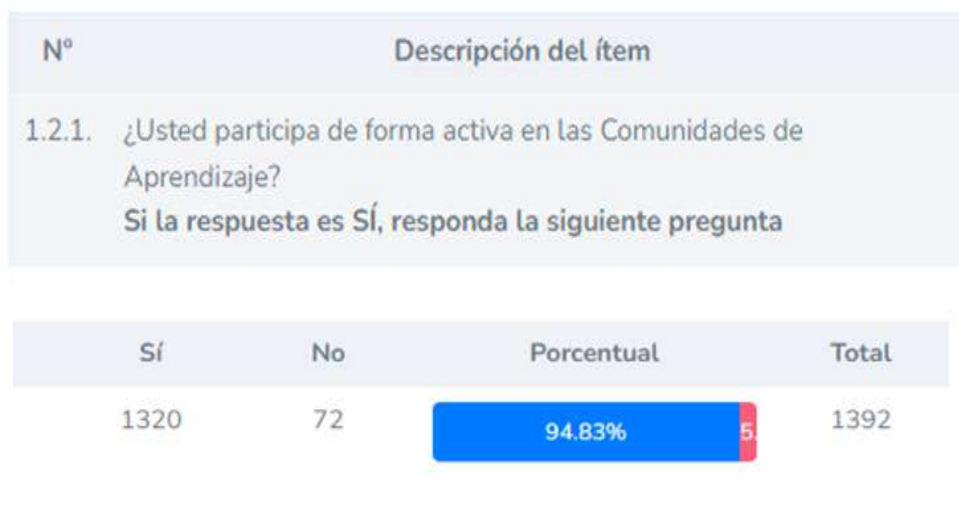 Nº Descripción del ítem
1.2.1. ¿Usted participa de forma activa en las Comunidades de
Aprendizaje?
Si la respuesta es SÍ, responda la siguiente pregunta
Sí No Porcentual Total
1320 72 94.83% 5. 1392